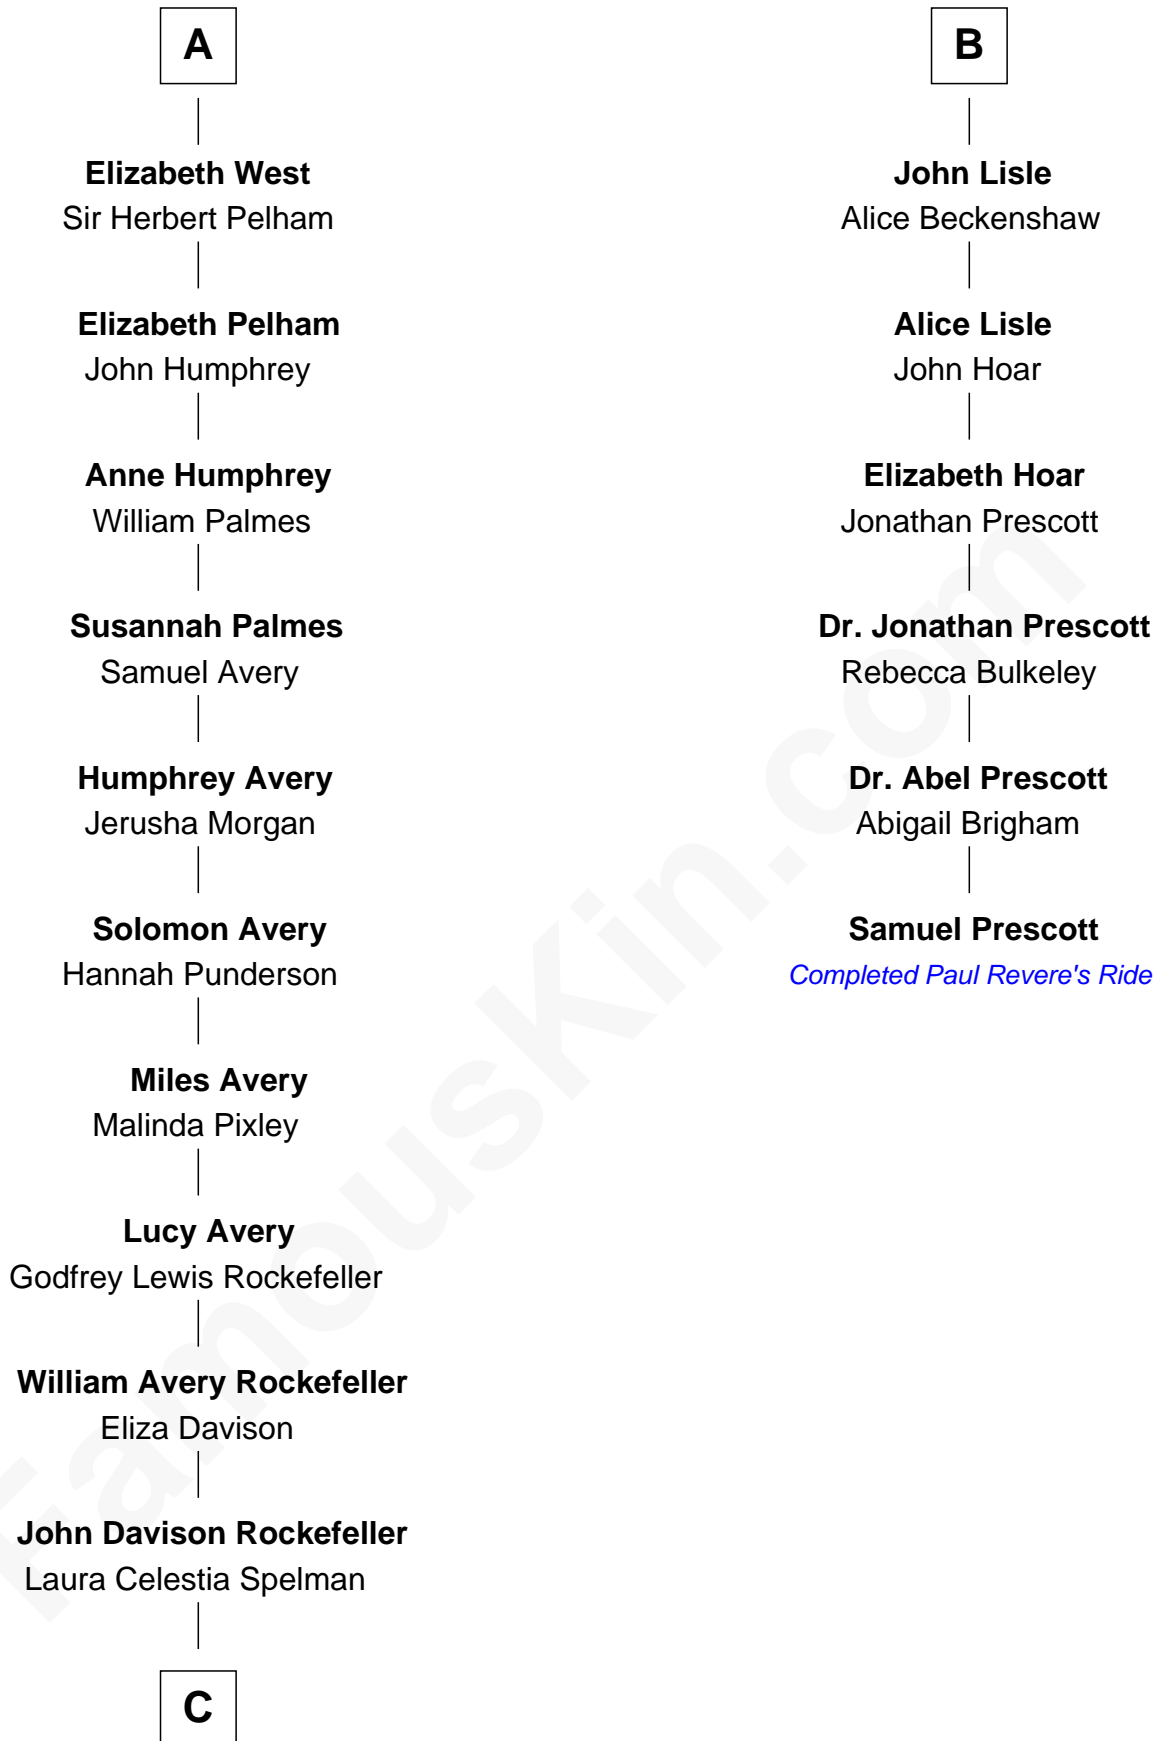 A
Elizabeth West
Sir Herbert Pelham
Elizabeth Pelham
John Humphrey
Anne Humphrey
William Palmes
Susannah Palmes
Samuel Avery
Humphrey Avery
Jerusha Morgan
Solomon Avery
Hannah Punderson
Miles Avery
Malinda Pixley
Lucy Avery
Godfrey Lewis Rockefeller
William Avery Rockefeller
Eliza Davison
John Davison Rockefeller
Laura Celestia Spelman
C
B
John Lisle
Alice Beckenshaw
Alice Lisle
John Hoar
Elizabeth Hoar
Jonathan Prescott
Dr. Jonathan Prescott
Rebecca Bulkeley
Dr. Abel Prescott
Abigail Brigham
Samuel Prescott
Completed Paul Revere's Ride
FamousKin.com